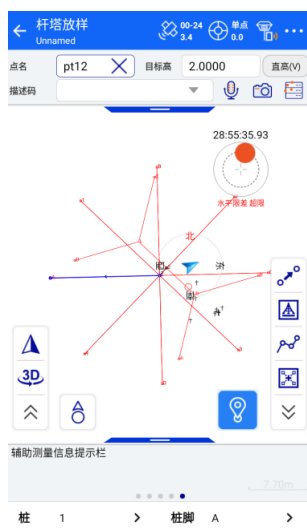 杆塔放样
Unnamed
00-24
3.4
单点
0.0
点名
pt12
目标高
2.0000
直高(V)
描述码
28:55:35.93
水平限差 超限
北
3D
辅助测量信息提示栏
7.70m
桩
1
桩脚
A